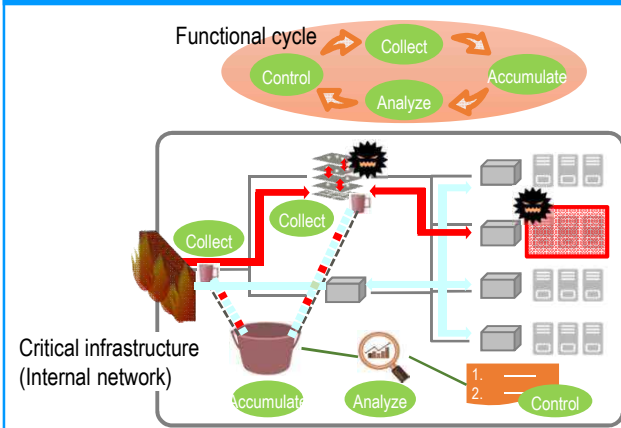 Functional cycle
Collect
Control
Accumulate
Analyze
Collect
Collect
Critical infrastructure
(Internal network)
1.
2.
Accumulate
Analyze
Control